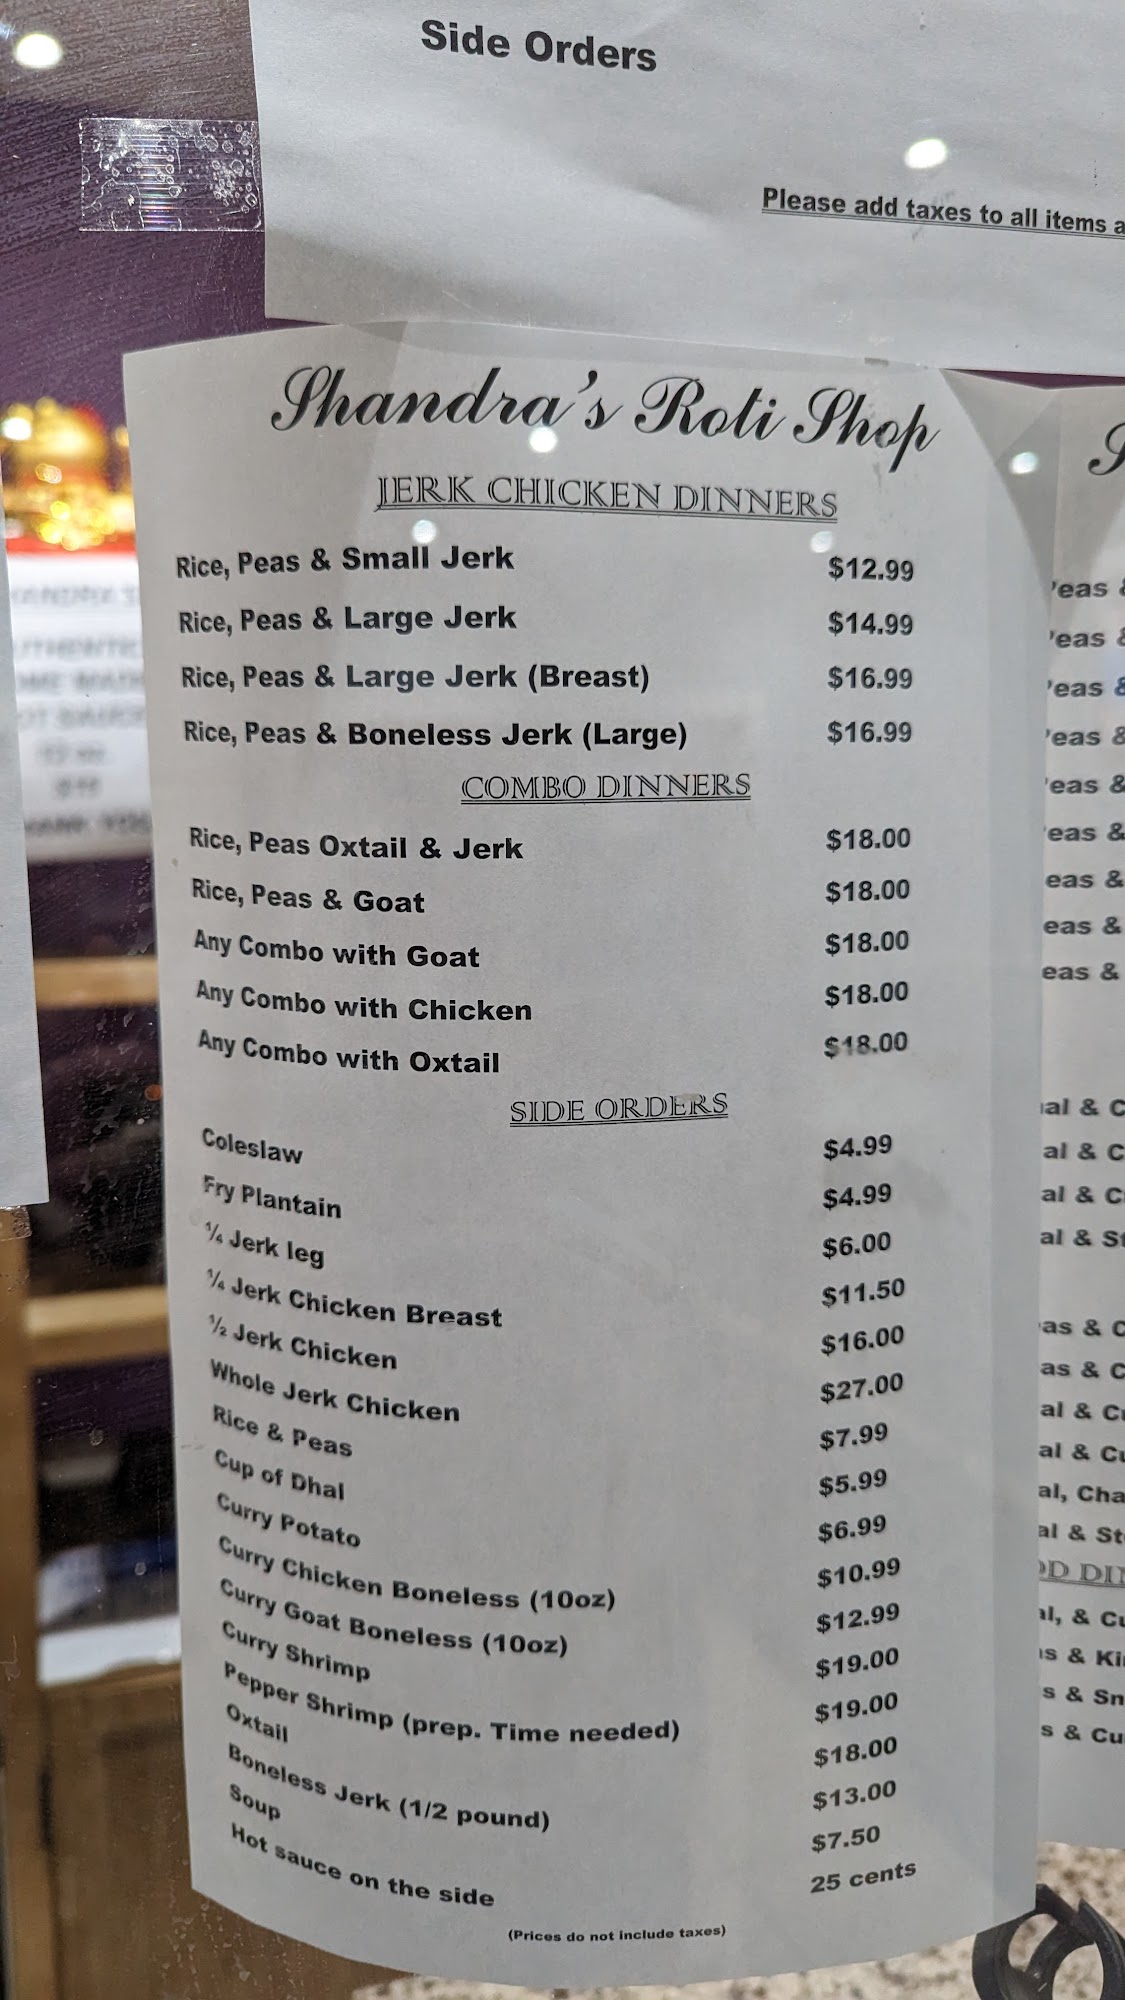 Side Orders
Please add taxes to all items
Shandra's Roti Shop
JERK CHICKEN DINNERS
Rice, Peas & Small Jerk $12.99
Rice, Peas & Large Jerk $14.99
Rice, Peas & Large Jerk (Breast) $16.99
Rice, Peas & Boneless Jerk (Large) $16.99
COMBO DINNERS
Rice, Peas Oxtail & Jerk $18.00
Rice, Peas & Goat $18.00
Any Combo with Goat $18.00
Any Combo with Chicken $18.00
Any Combo with Oxtail $18.00
SIDE ORDERS
Coleslaw $4.99
Fry Plantain $4.99
¼ Jerk leg $6.00
¼ Jerk Chicken Breast $11.50
½ Jerk Chicken $16.00
Whole Jerk Chicken $27.00
Rice & Peas $7.99
Cup of Dhal $5.99
Curry Potato $6.99
Curry Chicken Boneless (10oz) $10.99
Curry Goat Boneless (10oz) $12.99
Curry Shrimp $19.00
Pepper Shrimp (prep. Time needed) $19.00
Oxtail $18.00
Boneless Jerk (1/2 pound) $13.00
Soup $7.50
Hot sauce on the side 25 cents
(Prices do not include taxes)